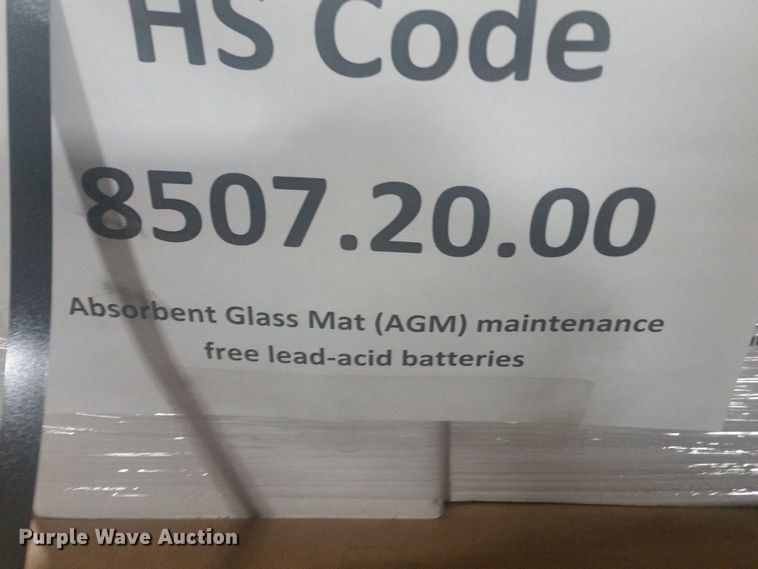 HS Code
8507.20.00
Absorbent Glass Mat (AGM) maintenance
free lead-acid batteries
Purple Wave Auction